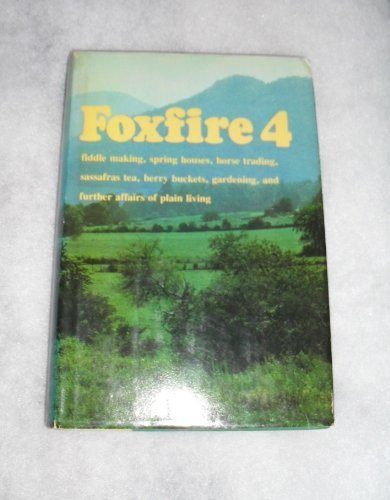 Foxfire 4
fiddle making, spring houses, horse trading,
sassafras tea, berry buckets, gardening, and
further affairs of plain living